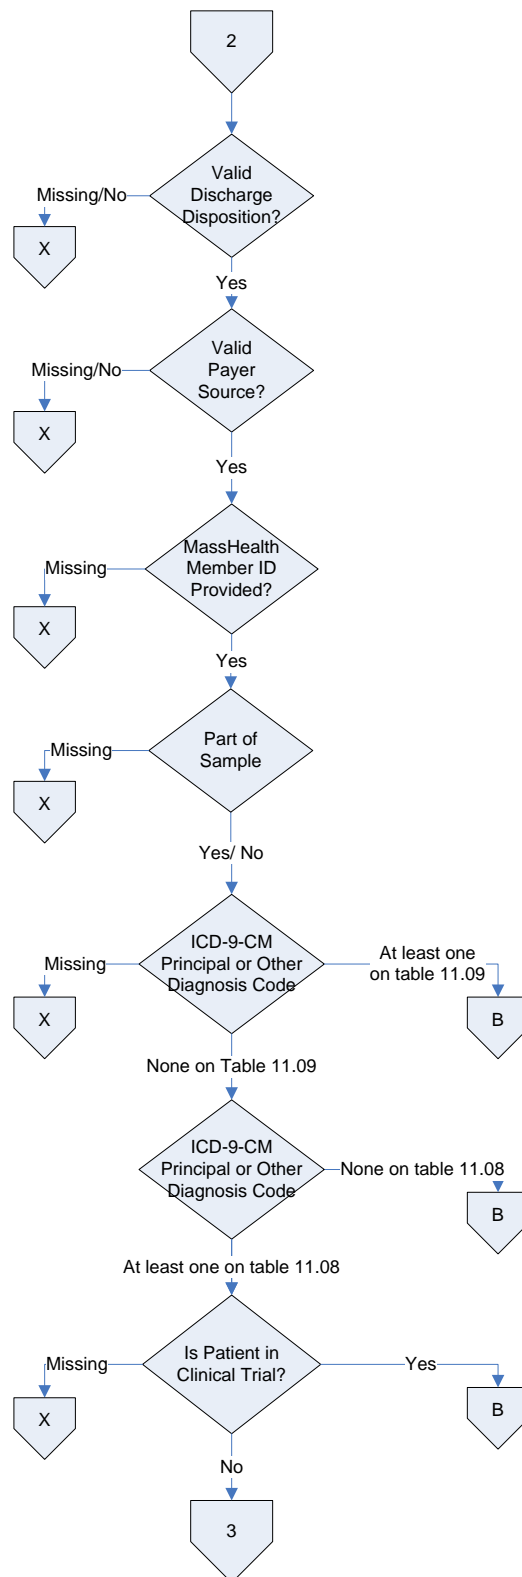 2
Valid
Discharge
Disposition?
Missing/No
X
Yes
Valid
Payer
Source?
Missing/No
X
Yes
MassHealth
Member ID
Provided?
Missing
X
Yes
Part of
Sample
Missing
X
Yes/ No
ICD-9-CM
Principal or Other
Diagnosis Code
Missing
X
At least one
on table 11.09
B
None on Table 11.09
ICD-9-CM
Principal or Other
Diagnosis Code
None on table 11.08
B
At least one on table 11.08
Is Patient in
Clinical Trial?
Missing
X
Yes
B
No
3